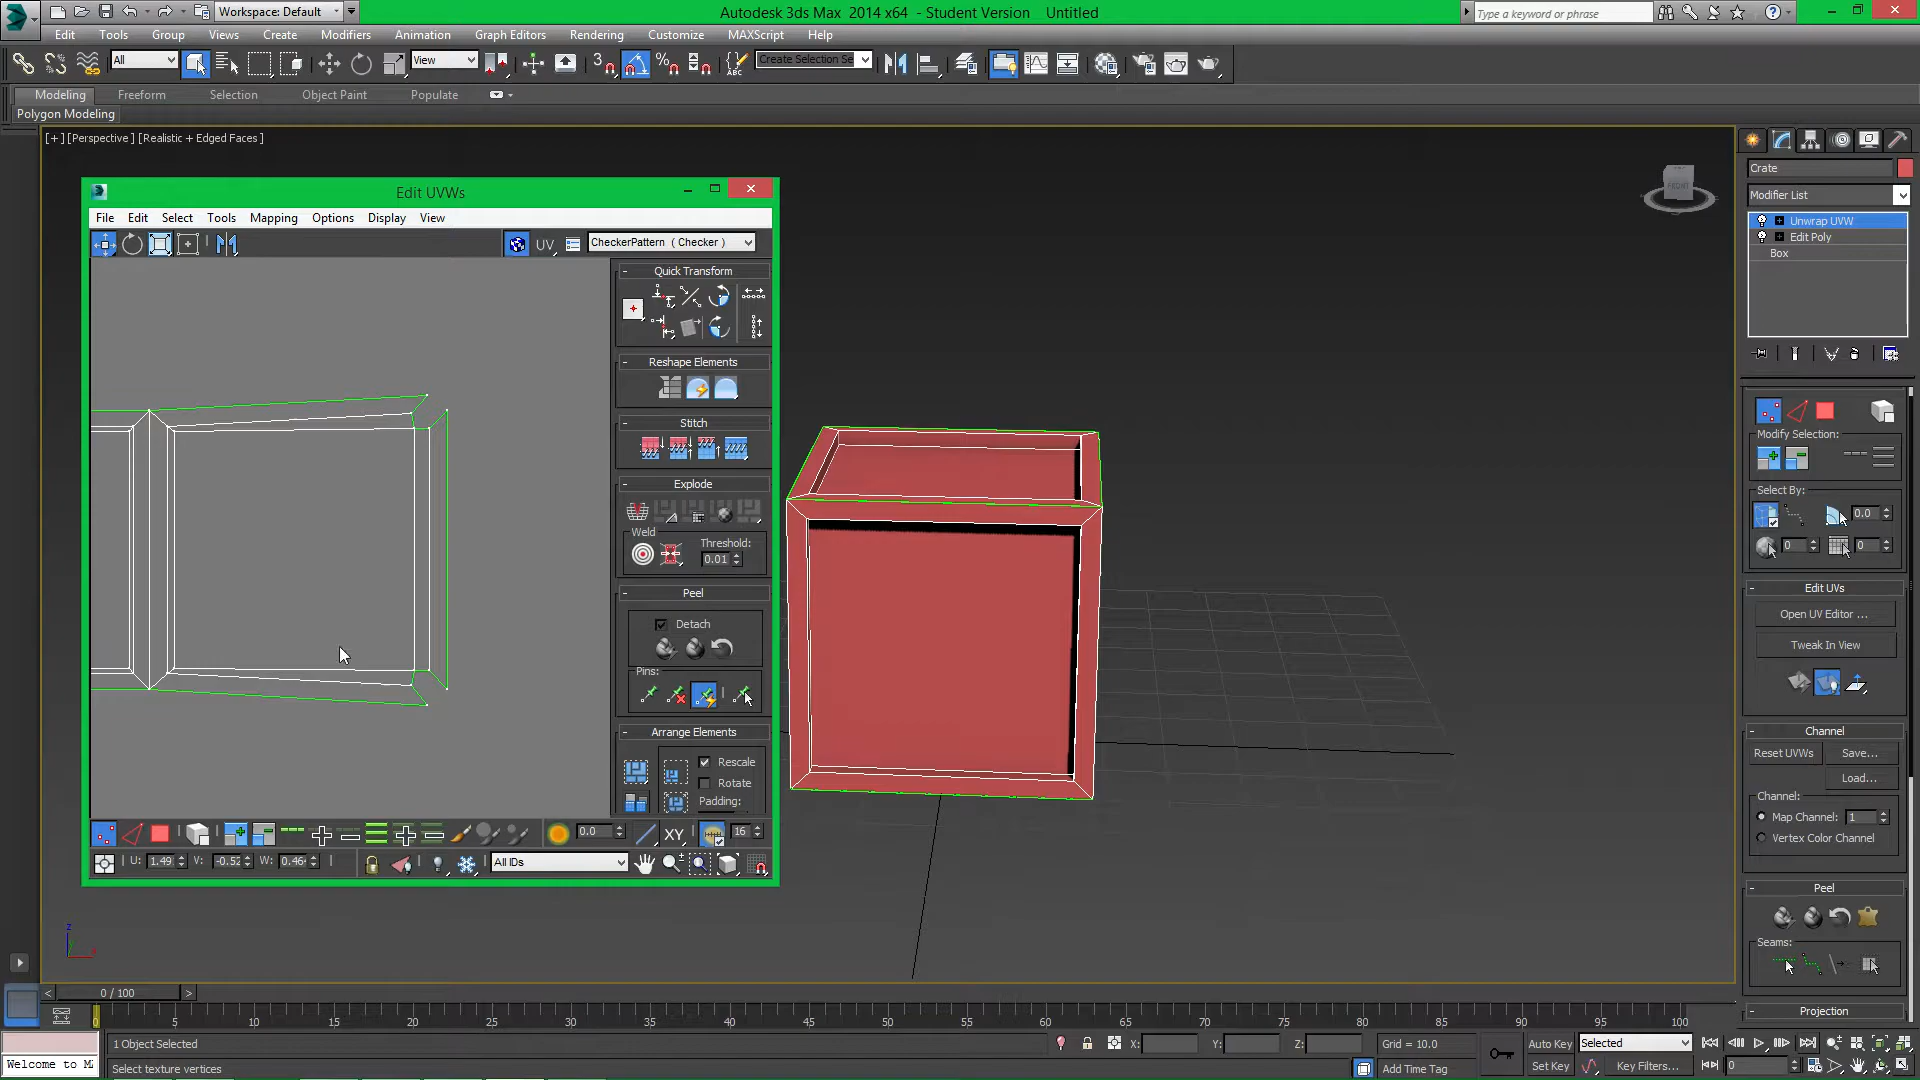 Workspace: Default
Autodesk 3ds Max  2014 x64  - Student Version    Untitled
Type a keyword or phrase
Edit Tools Group Views Create Modifiers Animation Graph Editors Rendering Customize MAXScript Help
All
View
3
Create Selection Se
Modeling Freeform Selection Object Paint Populate
Polygon Modeling
[+] [Perspective ] [Realistic + Edged Faces ]
FRONT
Crate
Modifier List
Unwrap UVW
Edit Poly
Box
Edit UVWs
File Edit Select Tools Mapping Options Display View
UV
CheckerPattern ( Checker )
Quick Transform
Reshape Elements
Stitch
Explode
Weld
Threshold:
0.01
Peel
Detach
Pins:
Arrange Elements
Rescale
Rotate
Padding:
0.0
XY
16
U: 1.49 V: -0.52 W: 0.46
All IDs
Modify Selection:
Select By:
0.0
0
0
Edit UVs
Open UV Editor ...
Tweak In View
Channel
Reset UVWs Save...
Load...
Channel:
Map Channel: 1
Vertex Color Channel
Peel
Seams:
Projection
z
x
y
< 0 / 100 >
0 5 10 15 20 25 30 35 40 45 50 55 60 65 70 75 80 85 90 95 100
1 Object Selected
X: Y: Z:
Grid = 10.0
Auto Key
Selected
Welcome to M
Select texture vertices
Add Time Tag
Set Key
Key Filters...
0